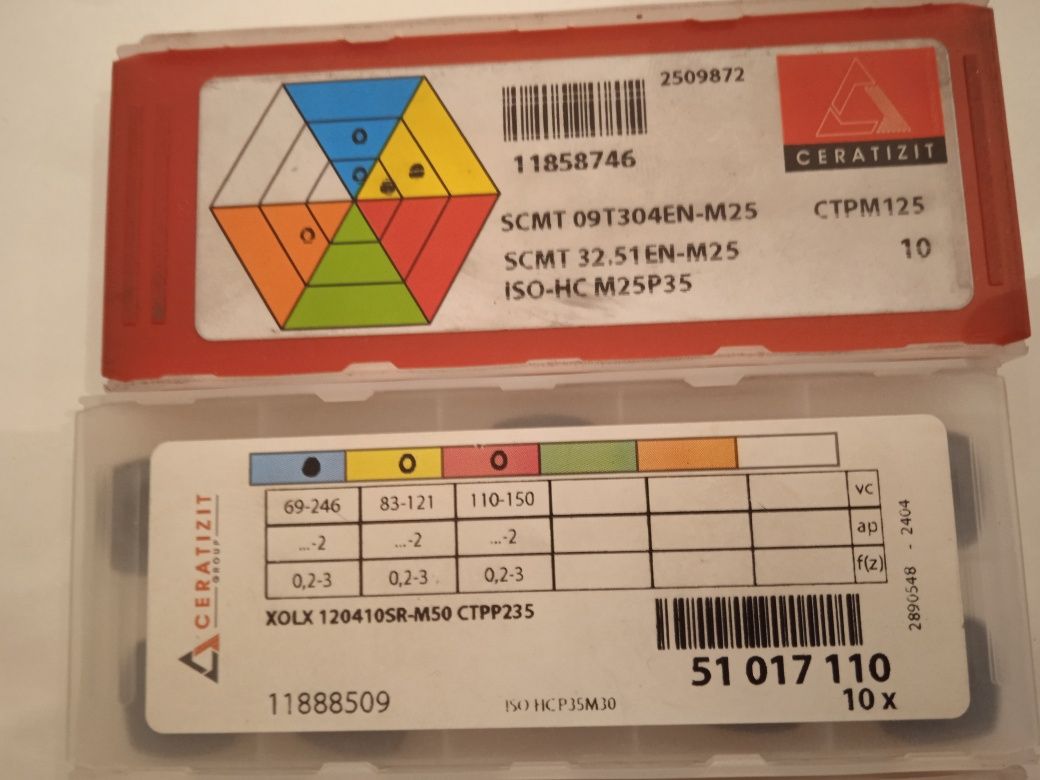 2509872
11858746
CERATIZIT
SCMT 09T304EN-M25 CTPM125
SCMT 32.51EN-M25 10
ISO-HC M25P35
CERATIZIT
GROUP
69-246 83-121 110-150 vc
...-2 ...-2 ...-2 ap
0,2-3 0,2-3 0,2-3 f(z)
2890548 - 2404
XOLX 120410SR-M50 CTPP235
51 017 110
11888509 ISO HC P35M30 10 x